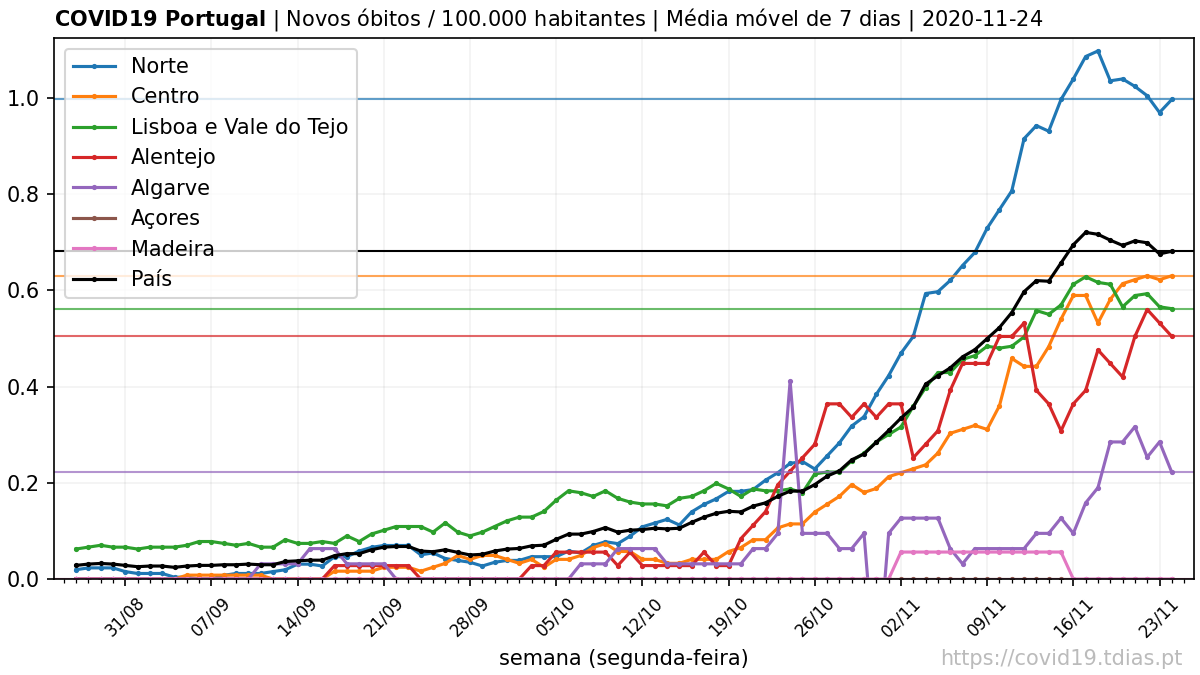 COVID19 Portugal | Novos óbitos / 100.000 habitantes | Média móvel de 7 dias | 2020-11-24
Norte
Centro
Lisboa e Vale do Tejo
Alentejo
Algarve
Açores
Madeira
País
1.0
0.8
0.6
0.4
0.2
0.0
31/08 07/09 14/09 21/09 28/09 05/10 12/10 19/10 26/10 02/11 09/11 16/11 23/11
semana (segunda-feira)
https://covid19.tdias.pt